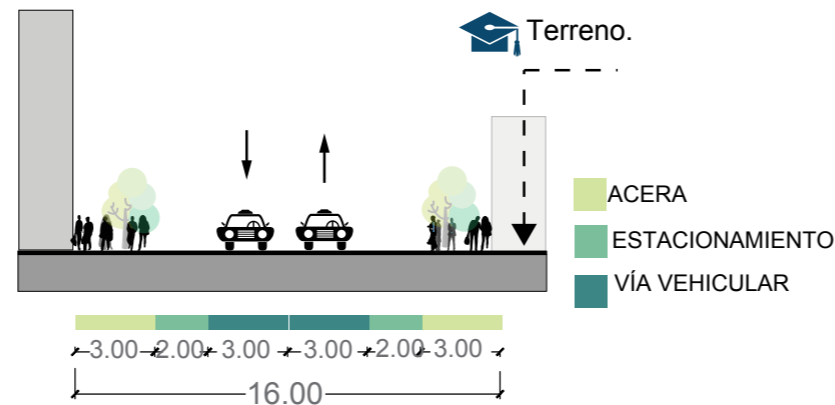 Terreno.
ACERA
ESTACIONAMIENTO
VÍA VEHICULAR
3.00 2.00 3.00 3.00 2.00 3.00
16.00